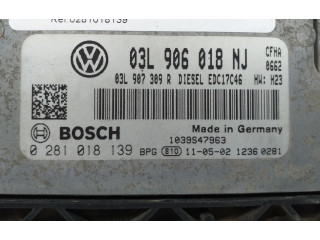 Ref.0281018139
03L 906 018 NJ
CFHA
0662
03L 907 309 R DIESEL EDC17C46 HW: H23
BOSCH
Made in Germany
1039S47963
0 281 018 139
BPG E10 11-05-02 1236 0281